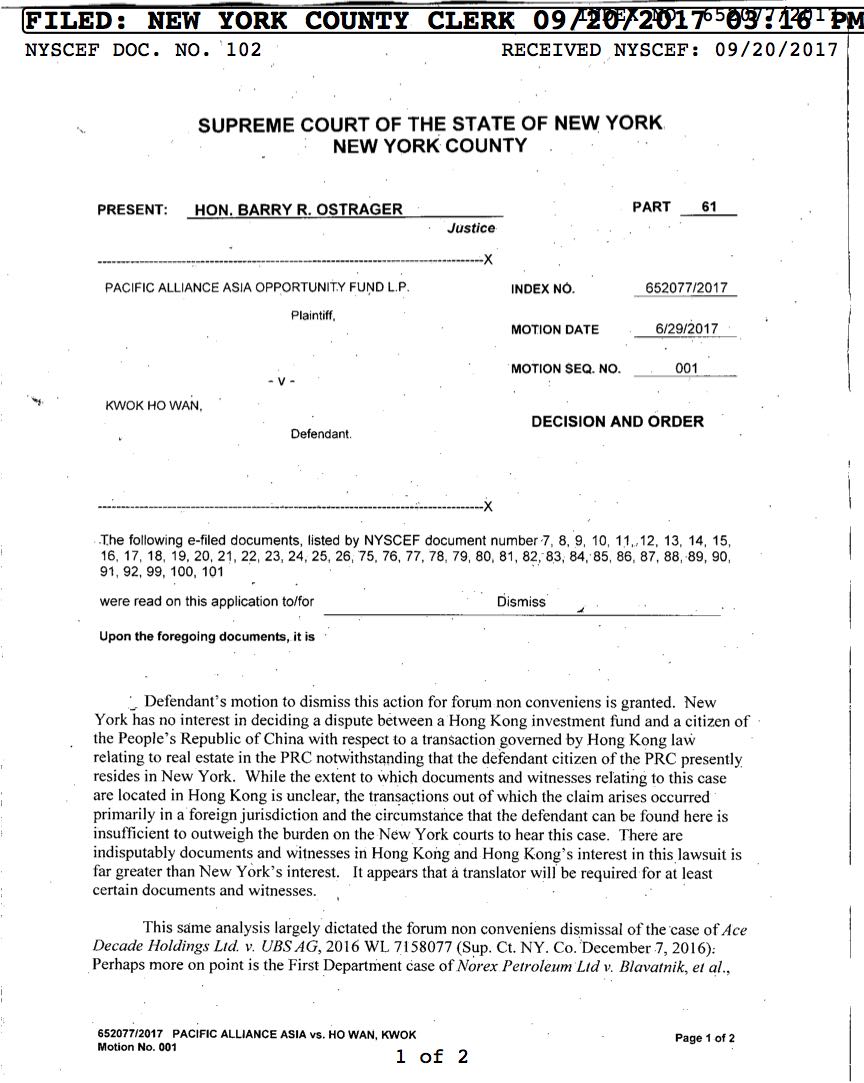 FILED: NEW YORK COUNTY CLERK 09/20/2017 03:16 PM
INDEX NO. 652077/2017
NYSCEF DOC. NO. 102
RECEIVED NYSCEF: 09/20/2017
SUPREME COURT OF THE STATE OF NEW YORK
NEW YORK COUNTY
PRESENT: HON. BARRY R. OSTRAGER
PART 61
Justice
-----------------------------------------------------------------------------------X
PACIFIC ALLIANCE ASIA OPPORTUNITY FUND L.P.
Plaintiff,
- v -
KWOK HO WAN,
Defendant.
-----------------------------------------------------------------------------------X
INDEX NO. 652077/2017
MOTION DATE 6/29/2017
MOTION SEQ. NO. 001
DECISION AND ORDER
The following e-filed documents, listed by NYSCEF document number 7, 8, 9, 10, 11, 12, 13, 14, 15,
16, 17, 18, 19, 20, 21, 22, 23, 24, 25, 26, 75, 76, 77, 78, 79, 80, 81, 82, 83, 84, 85, 86, 87, 88, 89, 90,
91, 92, 99, 100, 101
were read on this application to/for Dismiss
Upon the foregoing documents, it is
Defendant's motion to dismiss this action for forum non conveniens is granted. New
York has no interest in deciding a dispute between a Hong Kong investment fund and a citizen of
the People's Republic of China with respect to a transaction governed by Hong Kong law
relating to real estate in the PRC notwithstanding that the defendant citizen of the PRC presently
resides in New York. While the extent to which documents and witnesses relating to this case
are located in Hong Kong is unclear, the transactions out of which the claim arises occurred
primarily in a foreign jurisdiction and the circumstance that the defendant can be found here is
insufficient to outweigh the burden on the New York courts to hear this case. There are
indisputably documents and witnesses in Hong Kong and Hong Kong's interest in this lawsuit is
far greater than New York's interest. It appears that a translator will be required for at least
certain documents and witnesses.
This same analysis largely dictated the forum non conveniens dismissal of the case of Ace
Decade Holdings Ltd. v. UBS AG, 2016 WL 7158077 (Sup. Ct. NY. Co. December 7, 2016).
Perhaps more on point is the First Department case of Norex Petroleum Ltd v. Blavatnik, et al.,
652077/2017 PACIFIC ALLIANCE ASIA vs. HO WAN, KWOK
Motion No. 001
Page 1 of 2
1 of 2